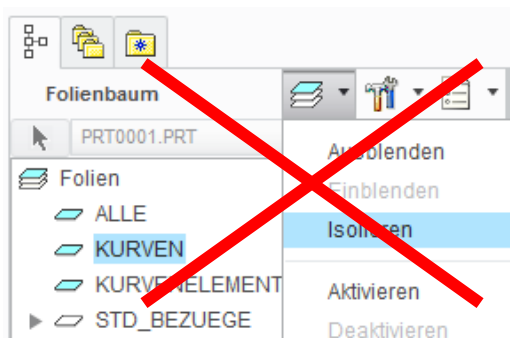 Folienbaum
PRT0001.PRT
Ausblenden
Folien
Einblenden
ALLE
Isolieren
KURVEN
KURVENELEMENT
Aktivieren
STD_BEZUEGE
Deaktivieren